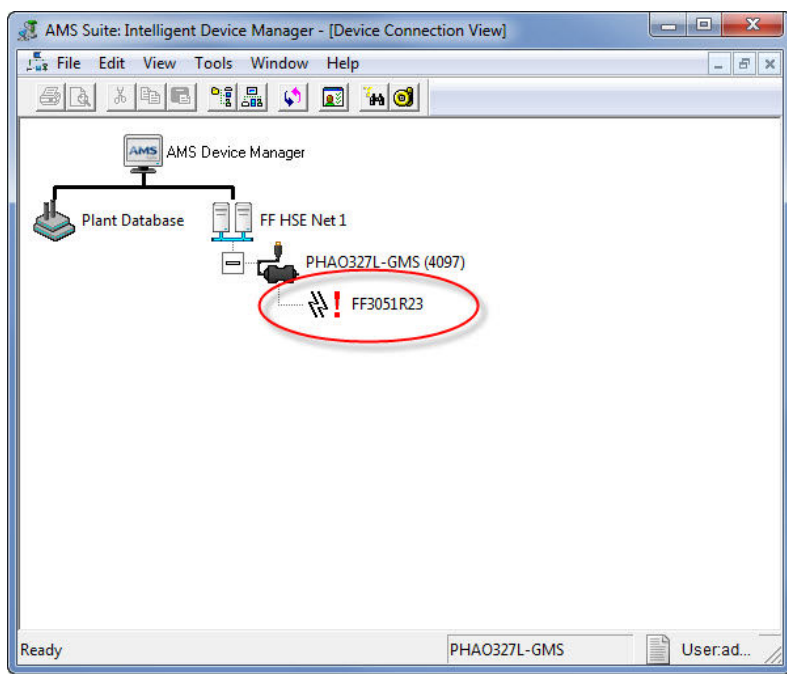 AMS Suite: Intelligent Device Manager - [Device Connection View]
File Edit View Tools Window Help
AMS AMS Device Manager
Plant Database FF HSE Net 1
PHAO327L-GMS (4097)
FF3051R23
Ready PHAO327L-GMS User:ad...